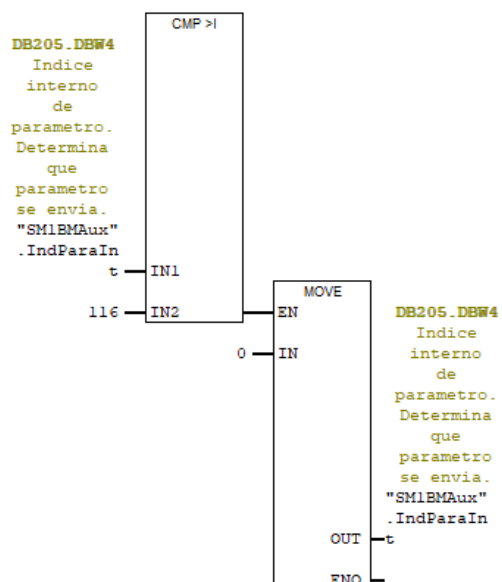 CMP >I
DB205.DBW4
Indice
interno
de
parametro.
Determina
que
parametro
se envia.
"SM1BMAux"
.IndParaIn
t
IN1
116
IN2
MOVE
EN
0
IN
DB205.DBW4
Indice
interno
de
parametro.
Determina
que
parametro
se envia.
"SM1BMAux"
.IndParaIn
OUT
t
ENO